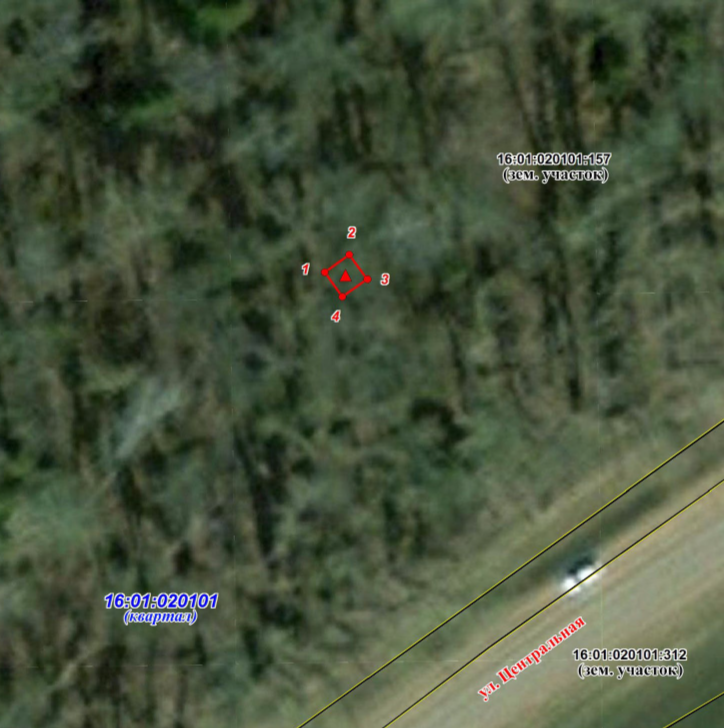 16:01:020101:157
(зем. участок)
2
1
3
4
16:01:020101
(квартал)
ул. Центральная
16:01:020101:312
(зем. участок)